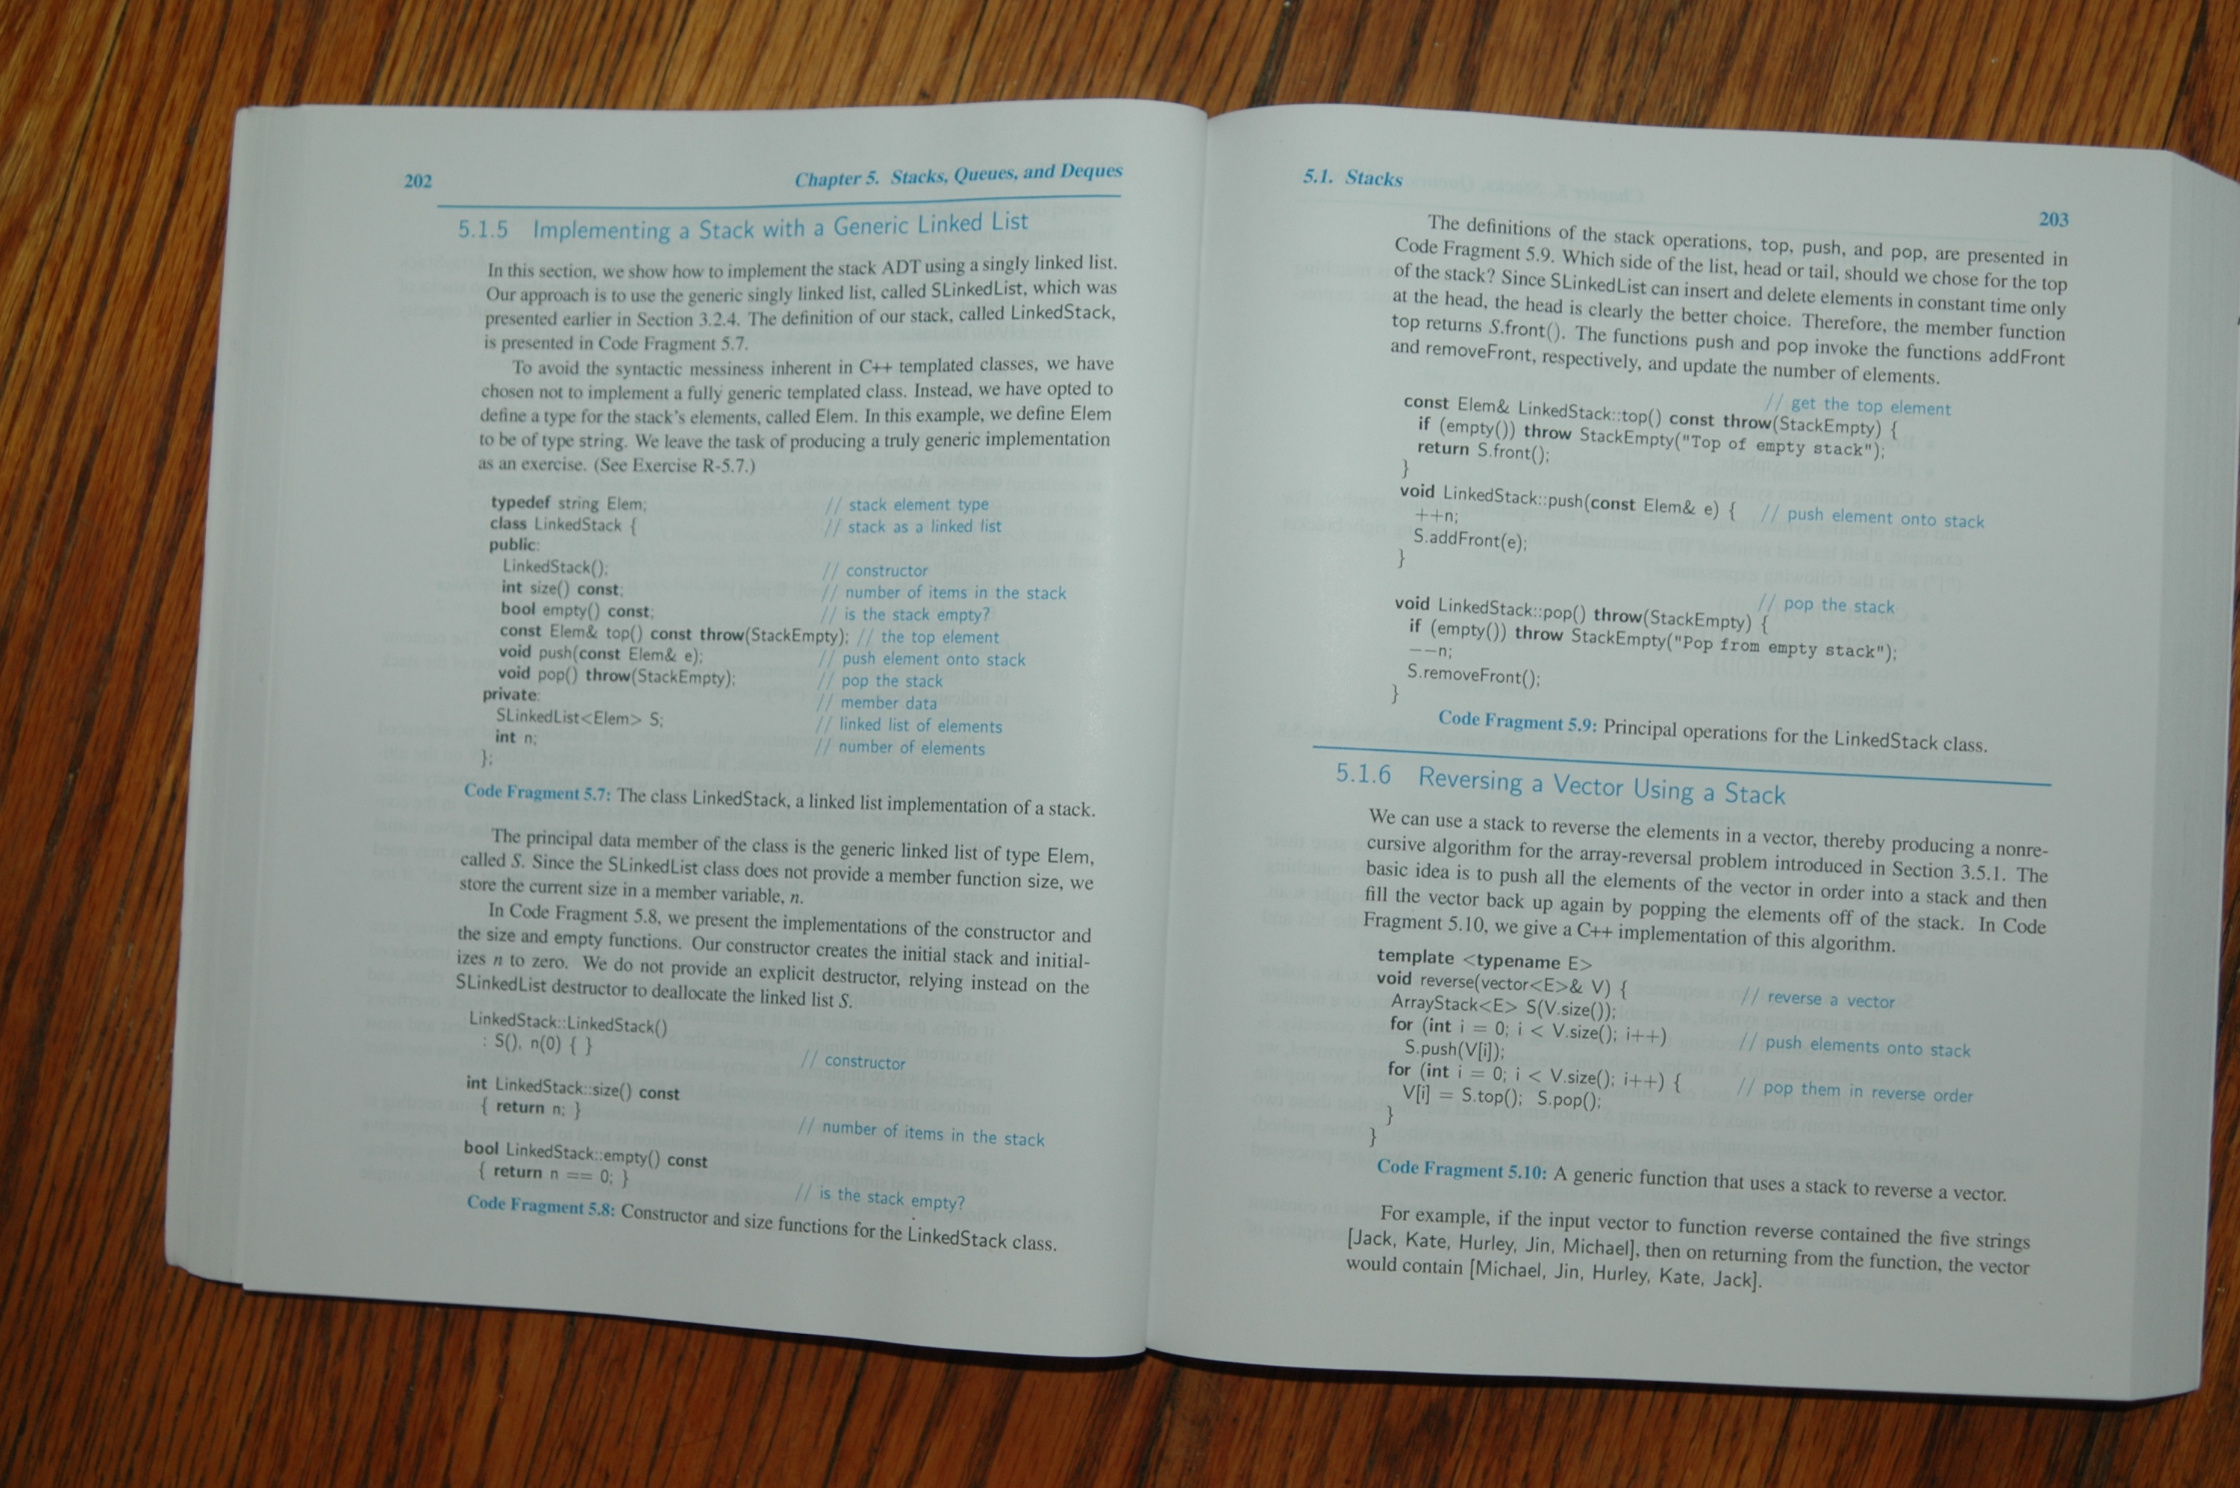 202
Chapter 5. Stacks, Queues, and Deques
5.1.5 Implementing a Stack with a Generic Linked List
In this section, we show how to implement the stack ADT using a singly linked list.
Our approach is to use the generic singly linked list, called SLinkedList, which was
presented earlier in Section 3.2.4. The definition of our stack, called LinkedStack,
is presented in Code Fragment 5.7.
To avoid the syntactic messiness inherent in C++ templated classes, we have
chosen not to implement a fully generic templated class. Instead, we have opted to
define a type for the stack's elements, called Elem. In this example, we define Elem
to be of type string. We leave the task of producing a truly generic implementation
as an exercise. (See Exercise R-5.7.)
typedef string Elem; // stack element type
class LinkedStack { // stack as a linked list
public:
LinkedStack(); // constructor
int size() const; // number of items in the stack
bool empty() const; // is the stack empty?
const Elem& top() const throw(StackEmpty); // the top element
void push(const Elem& e); // push element onto stack
void pop() throw(StackEmpty); // pop the stack
private: // member data
SLinkedList<Elem> S; // linked list of elements
int n; // number of elements
};
Code Fragment 5.7: The class LinkedStack, a linked list implementation of a stack.
The principal data member of the class is the generic linked list of type Elem,
called S. Since the SLinkedList class does not provide a member function size, we
store the current size in a member variable, n.
In Code Fragment 5.8, we present the implementations of the constructor and
the size and empty functions. Our constructor creates the initial stack and initial-
izes n to zero. We do not provide an explicit destructor, relying instead on the
SLinkedList destructor to deallocate the linked list S.
LinkedStack::LinkedStack()
: S(), n(0) { } // constructor
int LinkedStack::size() const
{ return n; } // number of items in the stack
bool LinkedStack::empty() const
{ return n == 0; } // is the stack empty?
Code Fragment 5.8: Constructor and size functions for the LinkedStack class.
5.1. Stacks
203
The definitions of the stack operations, top, push, and pop, are presented in
Code Fragment 5.9. Which side of the list, head or tail, should we chose for the top
of the stack? Since SLinkedList can insert and delete elements in constant time only
at the head, the head is clearly the better choice. Therefore, the member function
top returns S.front(). The functions push and pop invoke the functions addFront
and removeFront, respectively, and update the number of elements.
// get the top element
const Elem& LinkedStack::top() const throw(StackEmpty) {
if (empty()) throw StackEmpty("Top of empty stack");
return S.front();
}
void LinkedStack::push(const Elem& e) { // push element onto stack
++n;
S.addFront(e);
}
// pop the stack
void LinkedStack::pop() throw(StackEmpty) {
if (empty()) throw StackEmpty("Pop from empty stack");
--n;
S.removeFront();
}
Code Fragment 5.9: Principal operations for the LinkedStack class.
5.1.6 Reversing a Vector Using a Stack
We can use a stack to reverse the elements in a vector, thereby producing a nonre-
cursive algorithm for the array-reversal problem introduced in Section 3.5.1. The
basic idea is to push all the elements of the vector in order into a stack and then
fill the vector back up again by popping the elements off of the stack. In Code
Fragment 5.10, we give a C++ implementation of this algorithm.
template <typename E>
void reverse(vector<E>& V) { // reverse a vector
ArrayStack<E> S(V.size());
for (int i = 0; i < V.size(); i++) // push elements onto stack
S.push(V[i]);
for (int i = 0; i < V.size(); i++) { // pop them in reverse order
V[i] = S.top(); S.pop();
}
}
Code Fragment 5.10: A generic function that uses a stack to reverse a vector.
For example, if the input vector to function reverse contained the five strings
[Jack, Kate, Hurley, Jin, Michael], then on returning from the function, the vector
would contain [Michael, Jin, Hurley, Kate, Jack].